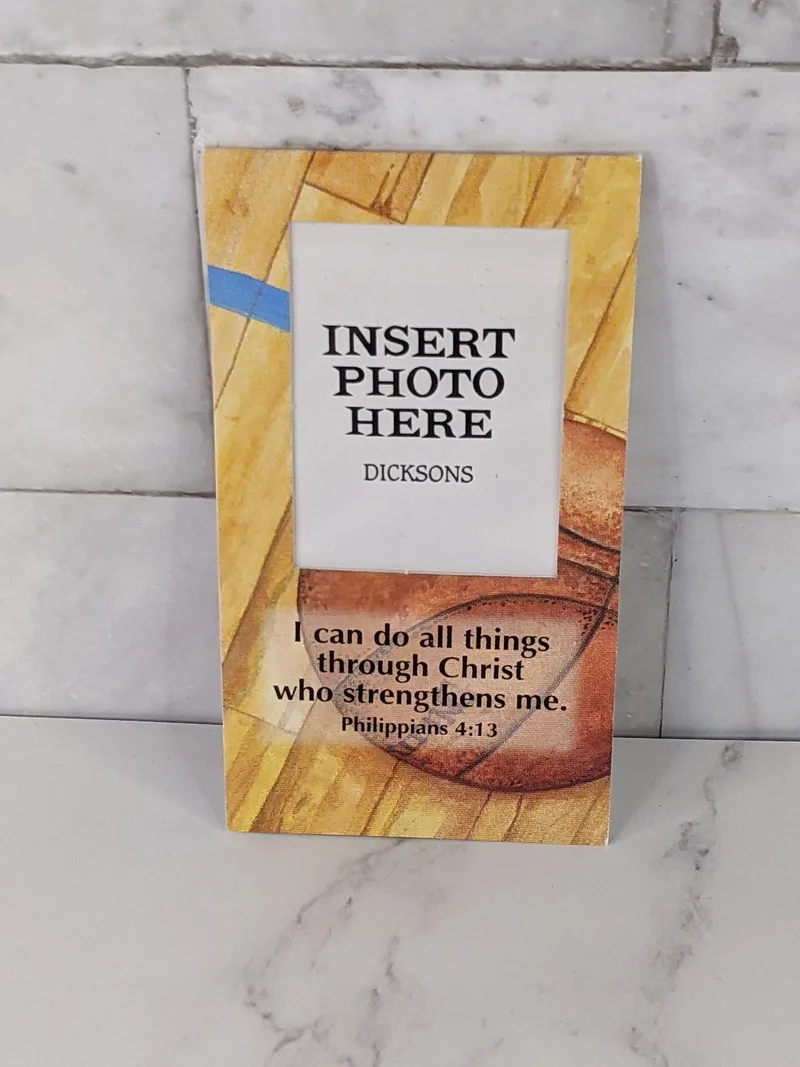 INSERT
PHOTO
HERE
DICKSONS
I can do all things
through Christ
who strengthens me.
Philippians 4:13